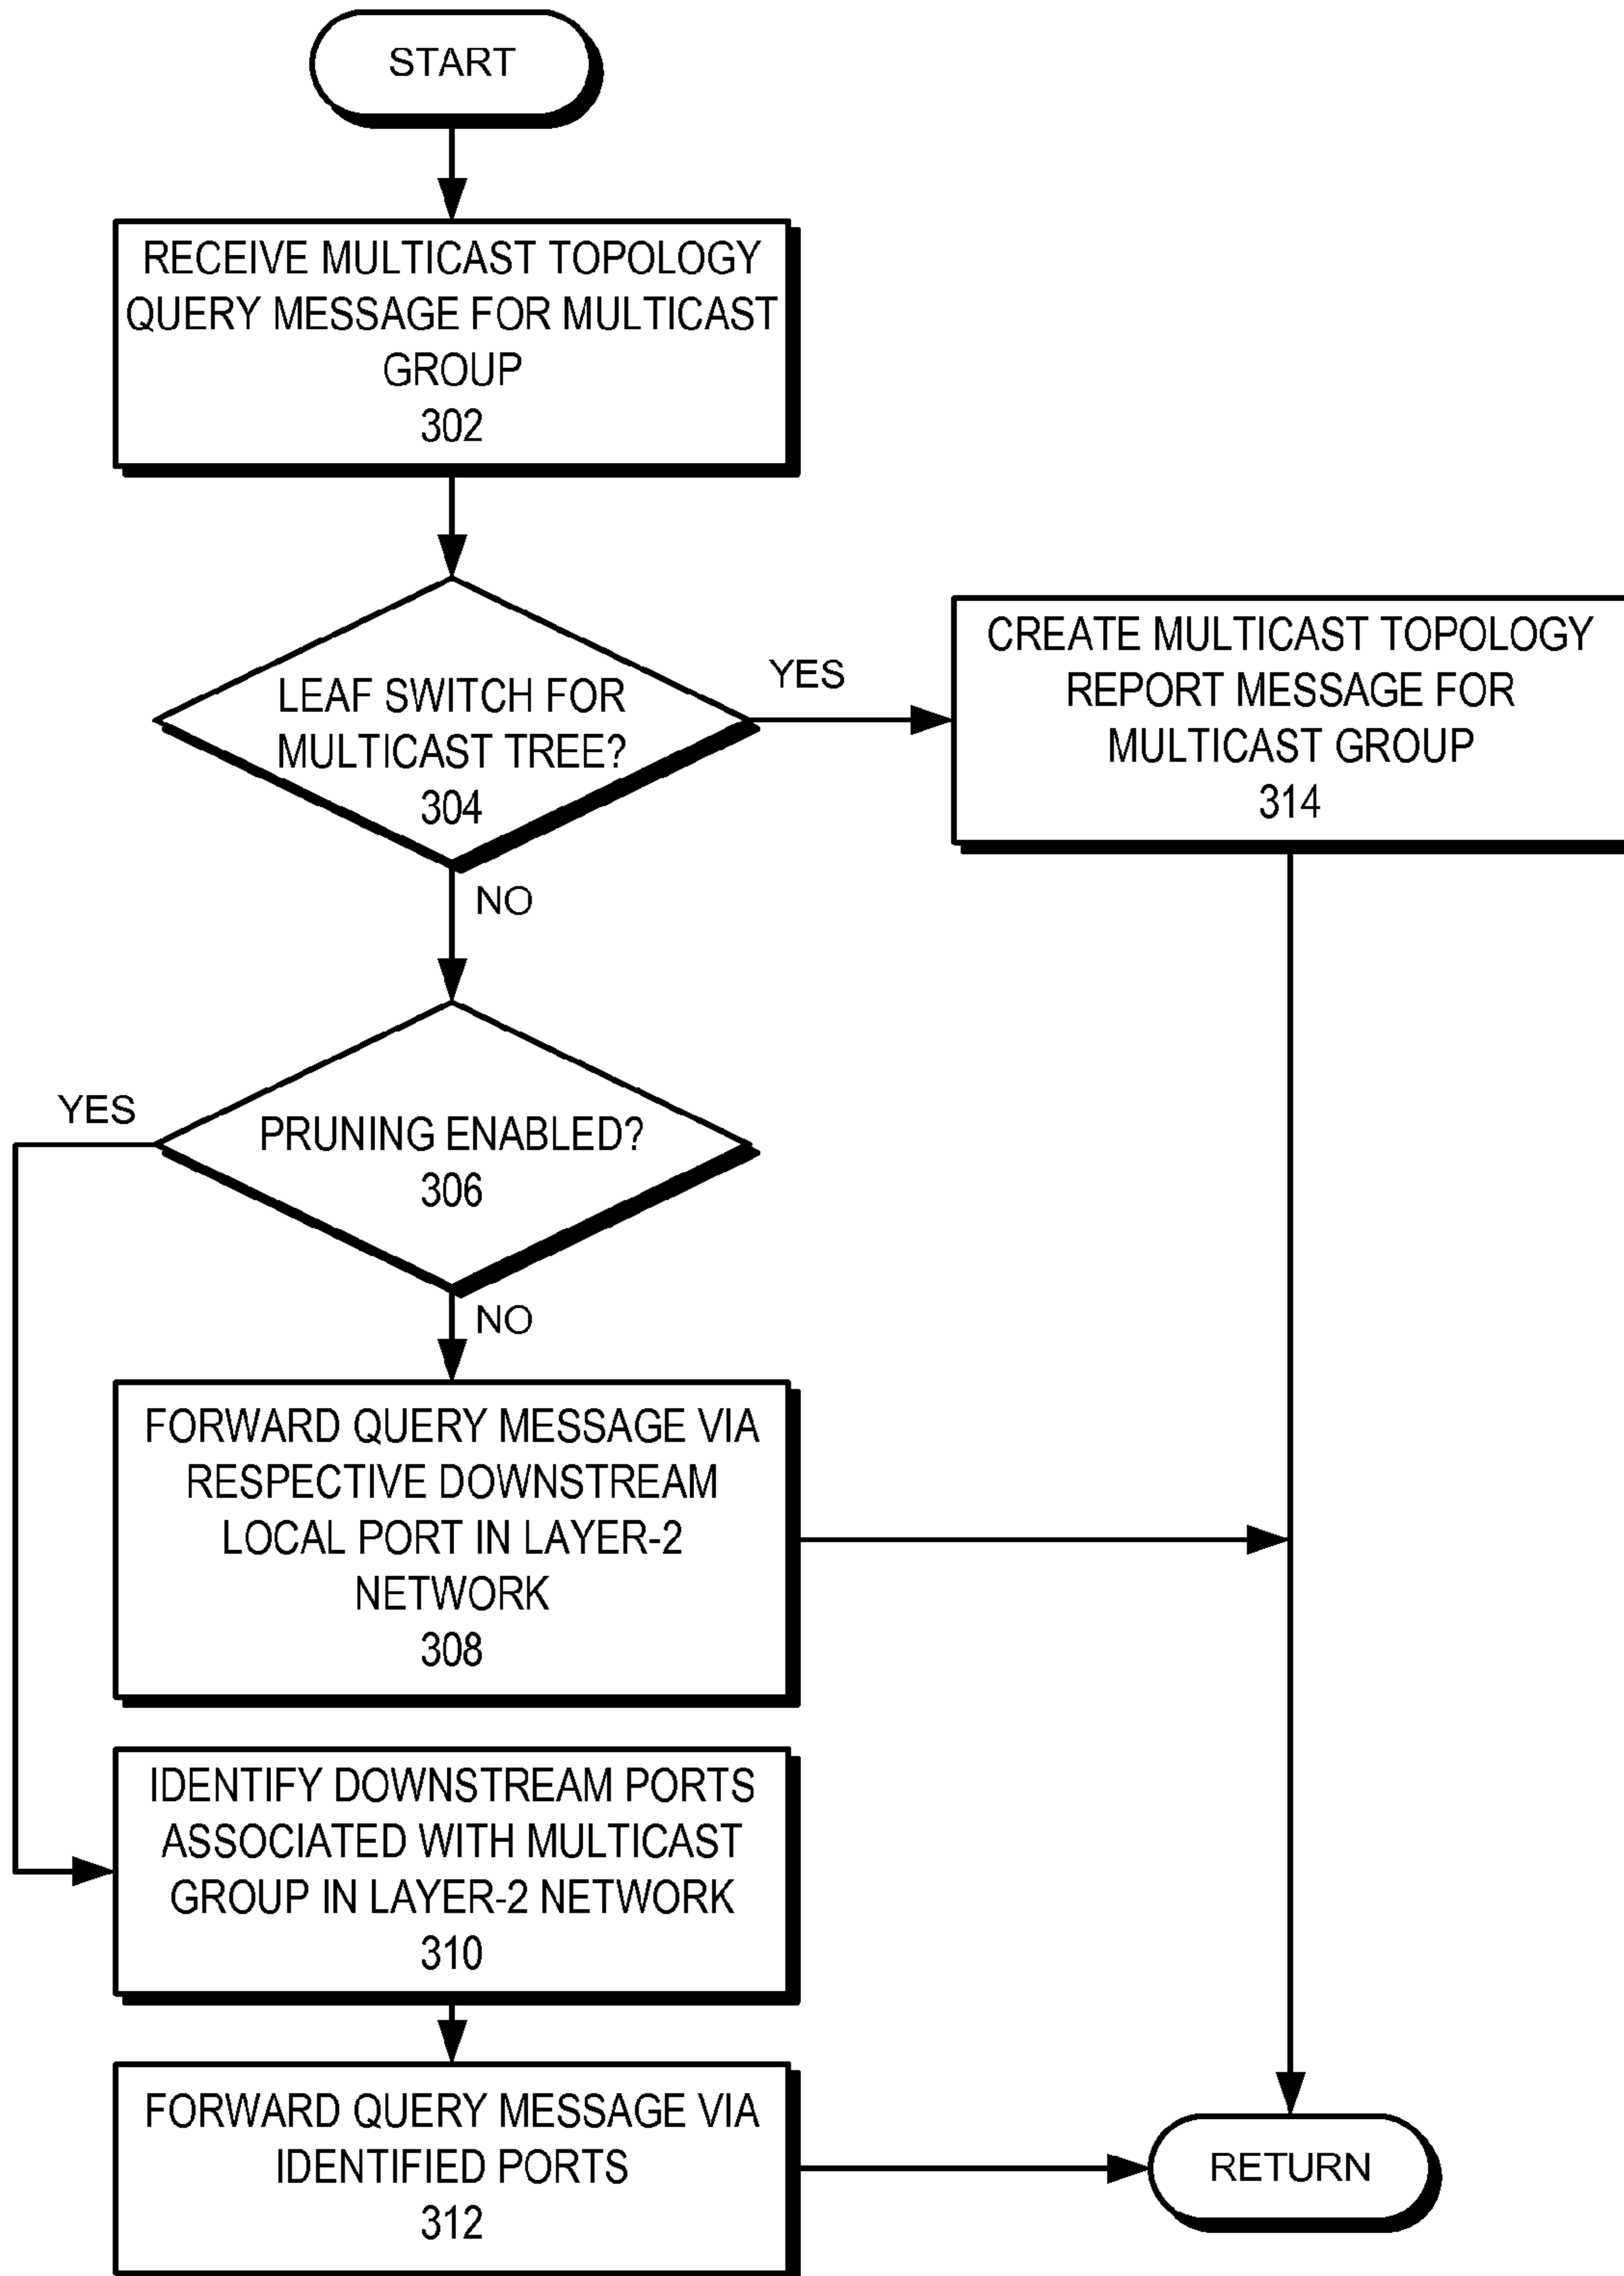 START
RECEIVE MULTICAST TOPOLOGY
QUERY MESSAGE FOR MULTICAST
GROUP
302
LEAF SWITCH FOR
MULTICAST TREE?
304
YES
CREATE MULTICAST TOPOLOGY
REPORT MESSAGE FOR
MULTICAST GROUP
314
NO
YES
PRUNING ENABLED?
306
NO
FORWARD QUERY MESSAGE VIA
RESPECTIVE DOWNSTREAM
LOCAL PORT IN LAYER-2
NETWORK
308
IDENTIFY DOWNSTREAM PORTS
ASSOCIATED WITH MULTICAST
GROUP IN LAYER-2 NETWORK
310
FORWARD QUERY MESSAGE VIA
IDENTIFIED PORTS
312
RETURN